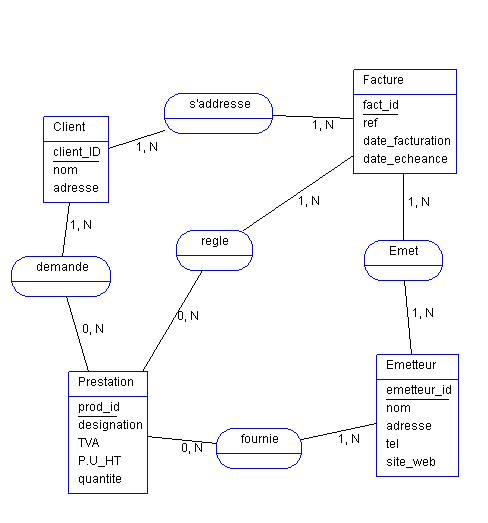 Facture
s'addresse
fact_id
ref
date_facturation
date_echeance
1, N
Client
client_ID
nom
adresse
1, N
1, N
1, N
1, N
regle
demande
Emet
0, N
0, N
1, N
Prestation
prod_id
designation
TVA
P.U_HT
quantite
Emetteur
emetteur_id
nom
adresse
tel
site_web
fournie
0, N
1, N